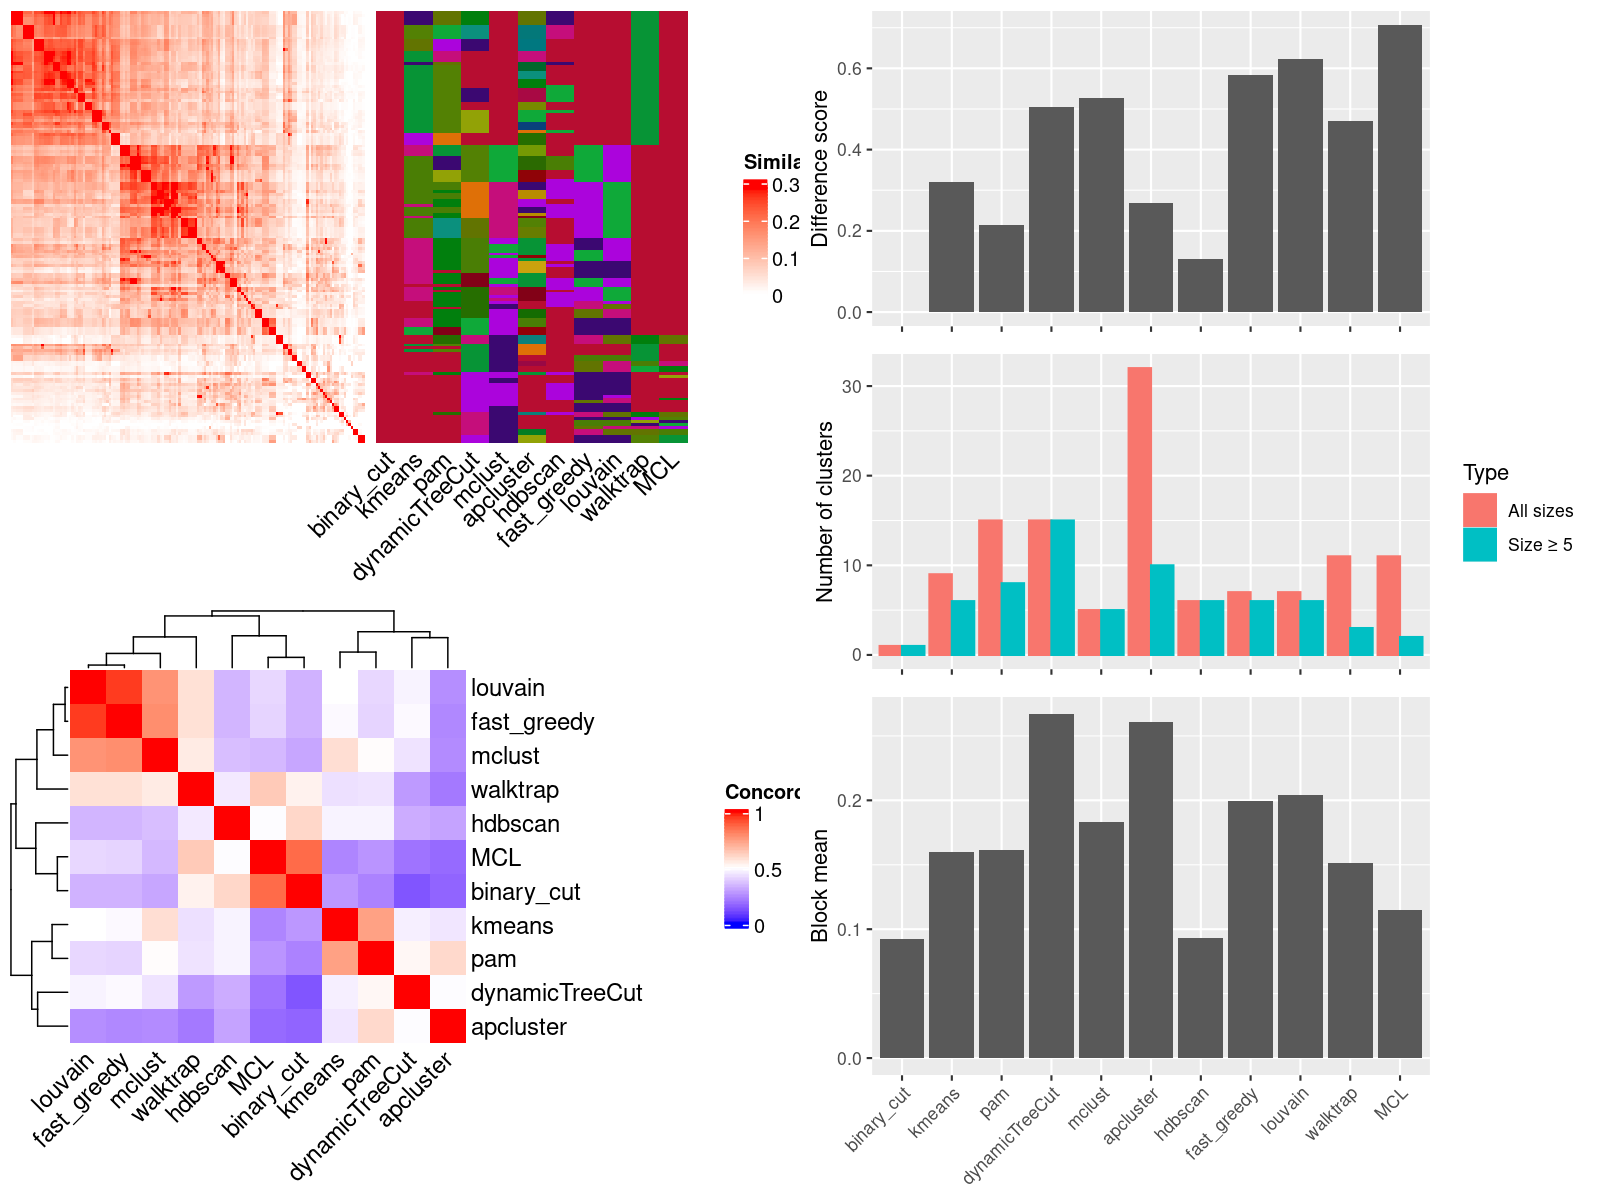 Simila
0.3
0.2
0.1
0
binary_cut
kmeans
pam
dynamicTreeCut
mclust
apcluster
hdbscan
fast_greedy
louvain
walktrap
MCL
louvain
fast_greedy
mclust
walktrap
hdbscan
MCL
binary_cut
kmeans
pam
dynamicTreeCut
apcluster
louvain
fast_greedy
mclust
walktrap
hdbscan
MCL
binary_cut
kmeans
pam
dynamicTreeCut
apcluster
Concord
1
0.5
0
Difference score
0.6
0.4
0.2
0.0
Number of clusters
30
20
10
0
Type
All sizes
Size ≥ 5
Block mean
0.2
0.1
0.0
binary_cut
kmeans
pam
dynamicTreeCut
mclust
apcluster
hdbscan
fast_greedy
louvain
walktrap
MCL